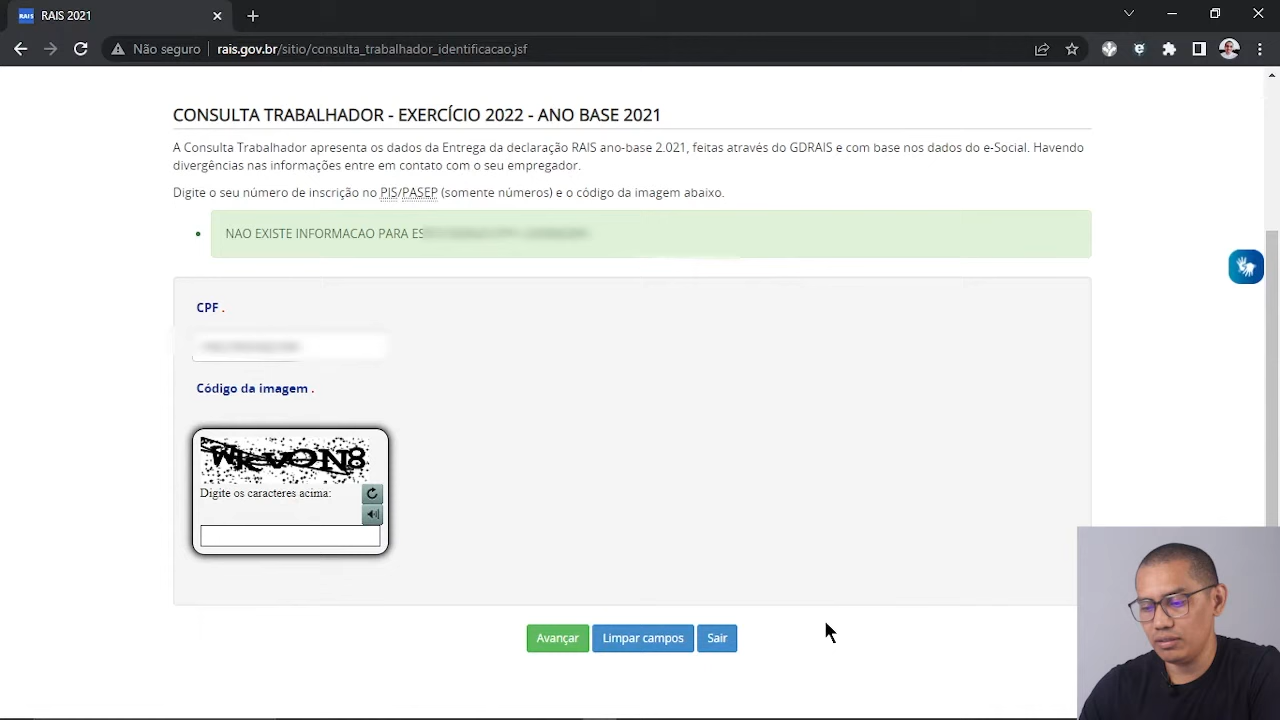 RAIS 2021
Não seguro
rais.gov.br/sitio/consulta_trabalhador_identificacao.jsf
CONSULTA TRABALHADOR - EXERCÍCIO 2022 - ANO BASE 2021
A Consulta Trabalhador apresenta os dados da Entrega da declaração RAIS ano-base 2.021, feitas através do GDRAIS e com base nos dados do e-Social. Havendo
divergências nas informações entre em contato com o seu empregador.
Digite o seu número de inscrição no PIS/PASEP (somente números) e o código da imagem abaixo.
NAO EXISTE INFORMACAO PARA
CPF .
Código da imagem .
Digite os caracteres acima:
Avançar Limpar campos Sair